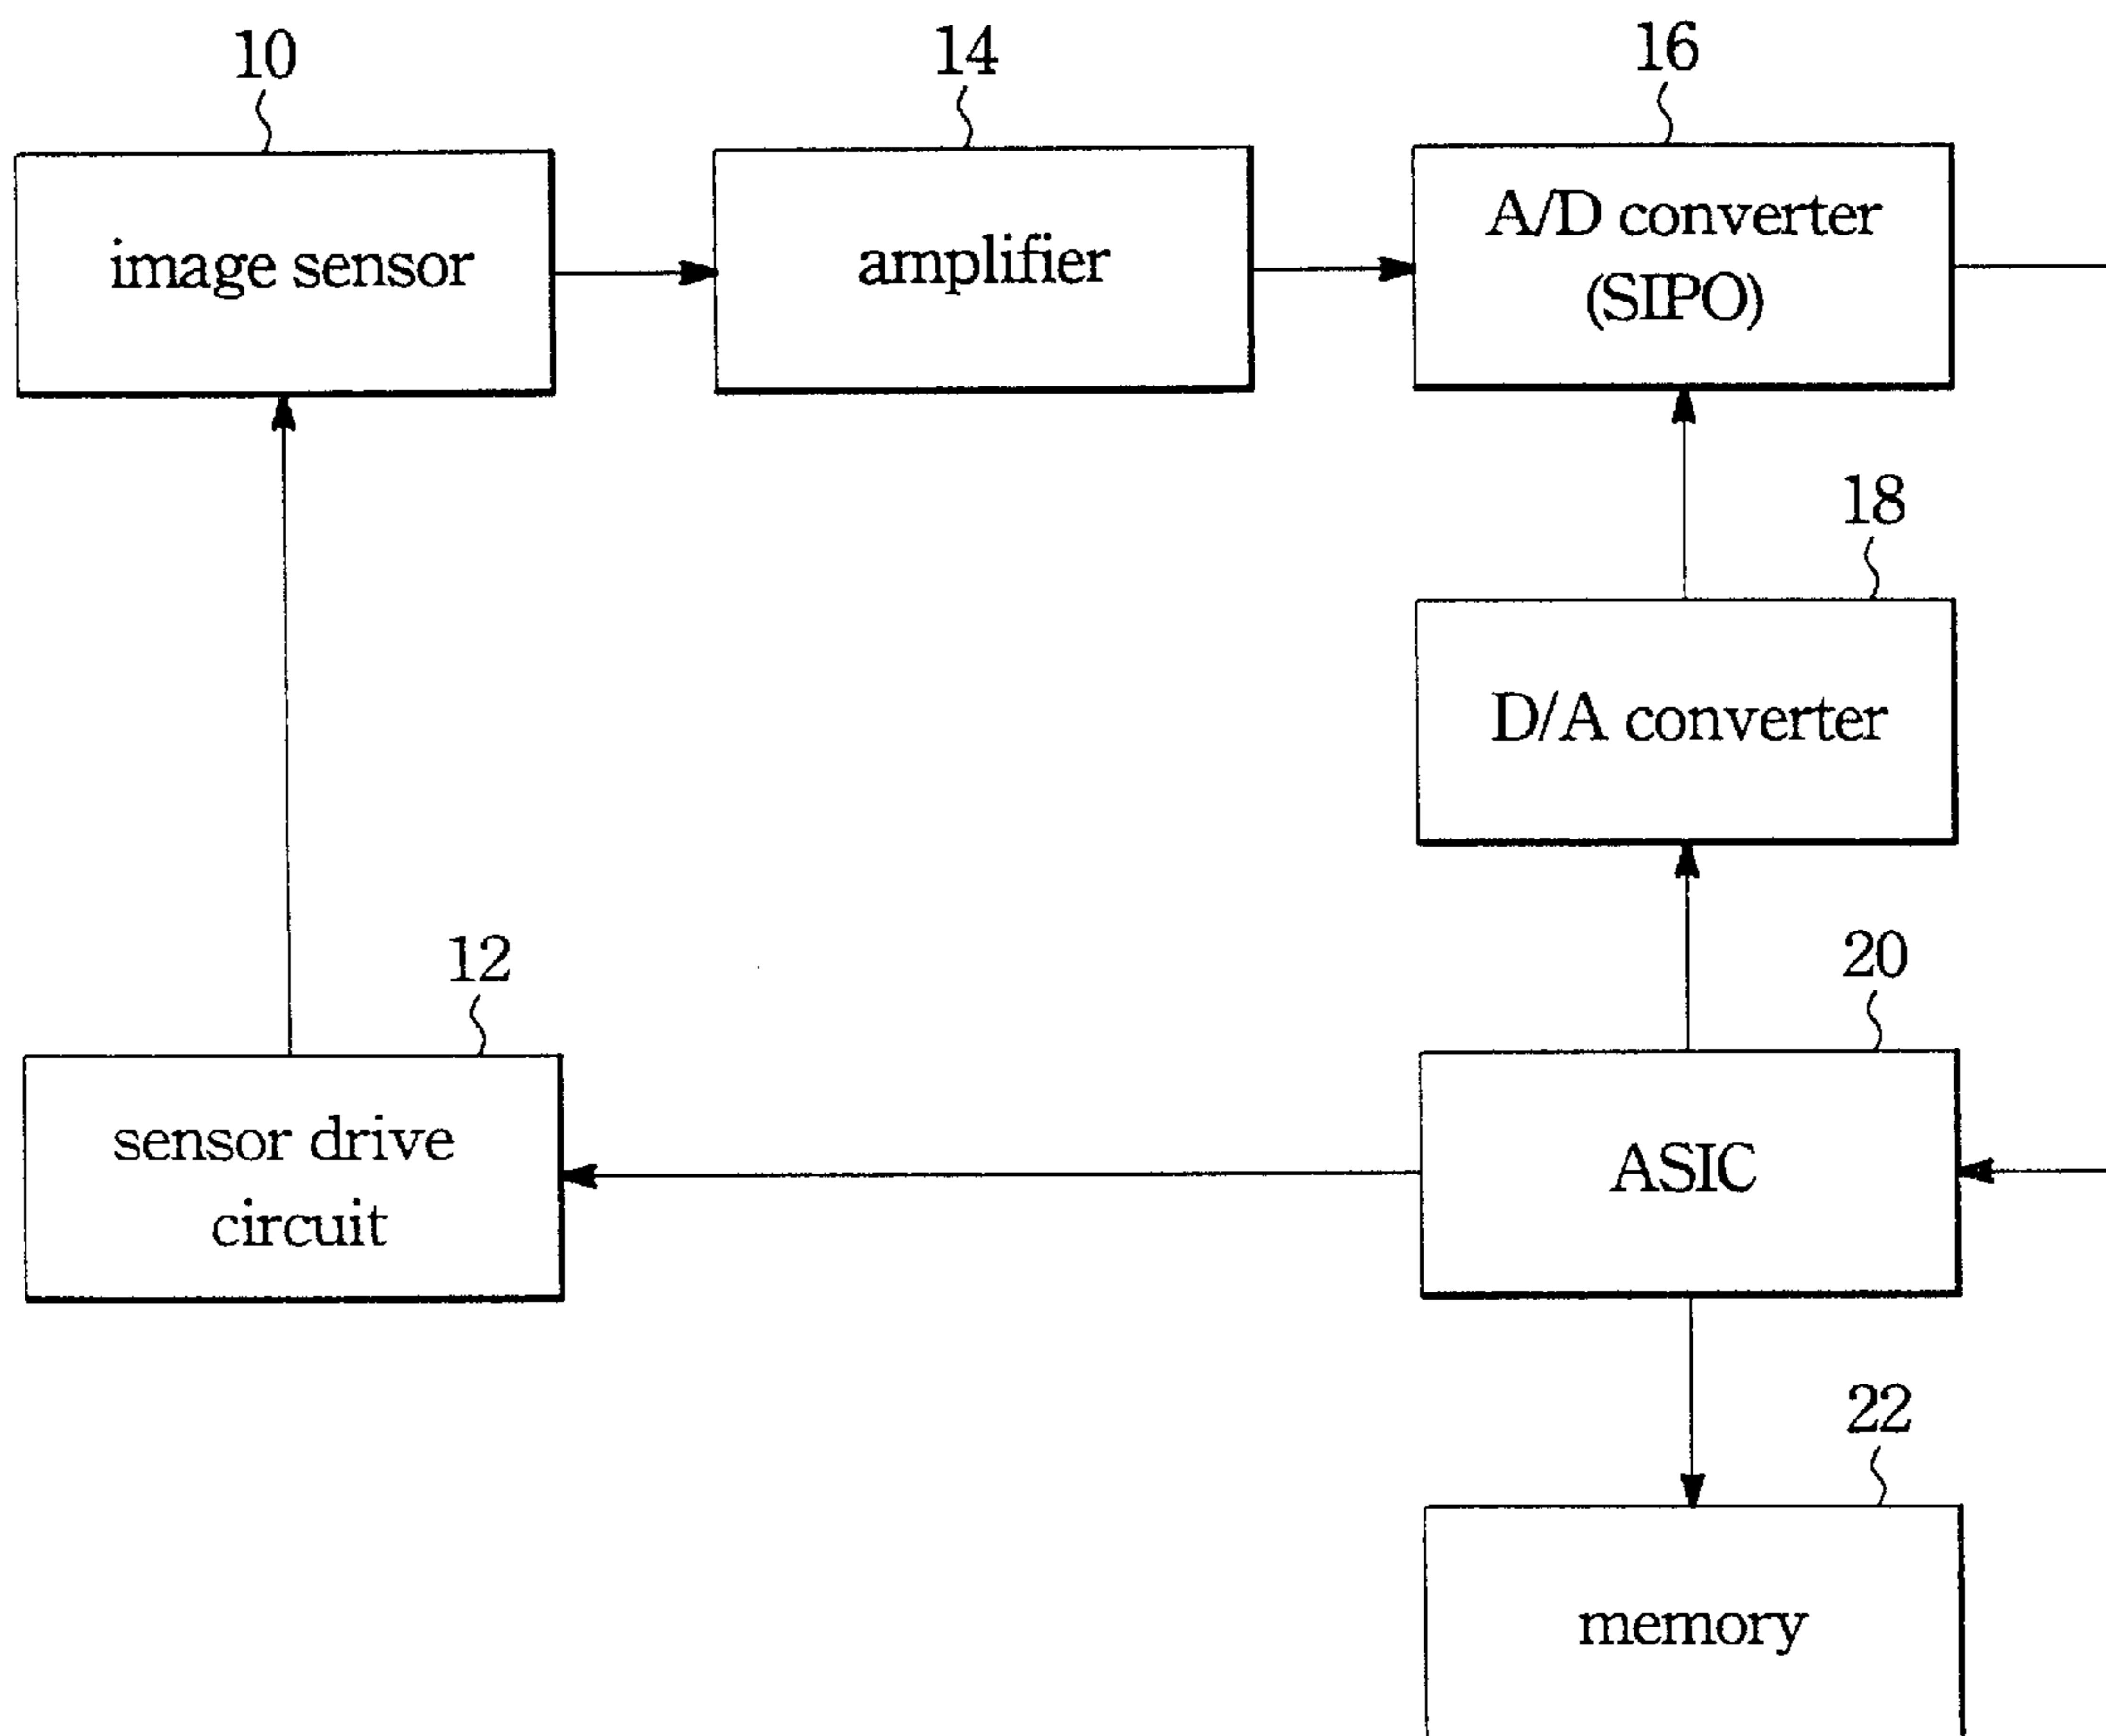 10
14
16
image sensor
amplifier
A/D converter
(SIPO)
18
D/A converter
12
20
sensor drive
circuit
ASIC
22
memory